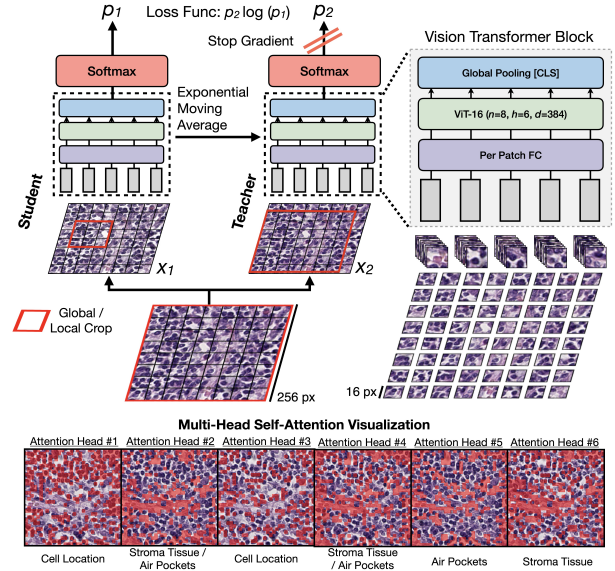 p1
Loss Func: p2 log (p1)
p2
Stop Gradient
Vision Transformer Block
Softmax
Softmax
Global Pooling [CLS]
Exponential
Moving
Average
ViT-16 (n=8, h=6, d=384)
Per Patch FC
Student
Teacher
x1
x2
Global /
Local Crop
256 px
16 px
Multi-Head Self-Attention Visualization
Attention Head #1
Attention Head #2
Attention Head #3
Attention Head #4
Attention Head #5
Attention Head #6
Cell Location
Stroma Tissue /
Air Pockets
Cell Location
Stroma Tissue
/ Air Pockets
Air Pockets
Stroma Tissue